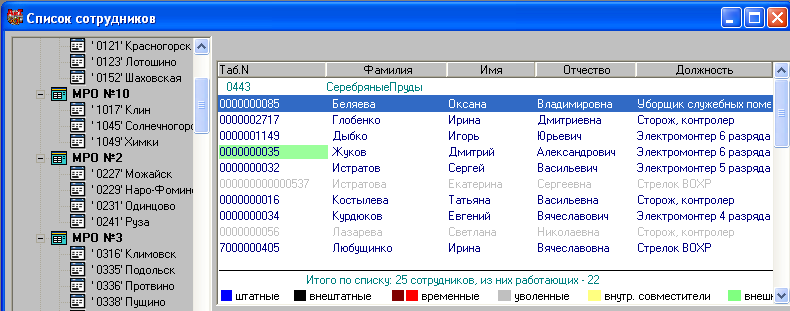 Список сотрудников
'0121' Красногорск
'0123' Лотошино
'0152' Шаховская
МРО №10
'1017' Клин
'1045' Солнечногор
'1049' Химки
МРО №2
'0227' Можайск
'0229' Наро-Фомин
'0231' Одинцово
'0241' Руза
МРО №3
'0316' Климовск
'0335' Подольск
'0336' Протвино
'0338' Пущино
Таб.N Фамилия Имя Отчество Должность
0443 СеребряныеПруды
0000000085 Беляева Оксана Владимировна Уборщик служебных поме
0000002717 Глобенко Ирина Дмитриевна Сторож, контролер
0000001149 Дыбко Игорь Юрьевич Электромонтер 6 разряда
0000000035 Жуков Дмитрий Александрович Электромонтер 6 разряда
0000000032 Истратов Сергей Васильевич Электромонтер 5 разряда
0000000000537 Истратова Екатерина Сергеевна Стрелок ВОХР
0000000016 Костылева Татьяна Васильевна Сторож, контролер
0000000034 Курдюков Евгений Вячеславович Электромонтер 4 разряда
0000000056 Лазарева Светлана Николаевна Сторож, контролер
7000000405 Любущинко Ирина Вячеславовна Стрелок ВОХР
Итого по списку: 25 сотрудников, из них работающих - 22
штатные внештатные временные уволенные внутр. совместители внешн